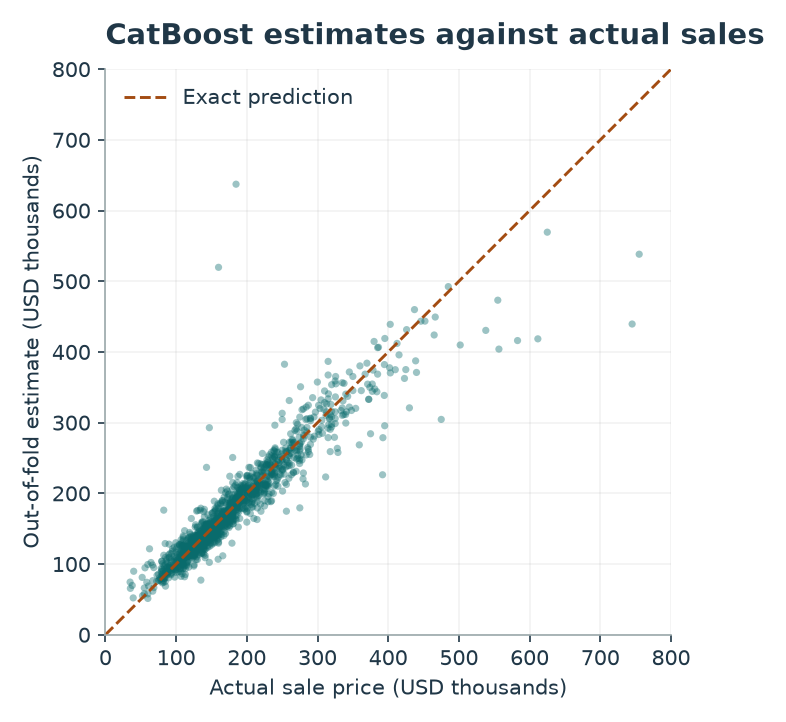 CatBoost estimates against actual sales
Exact prediction
Out-of-fold estimate (USD thousands)
800
700
600
500
400
300
200
100
0
0 100 200 300 400 500 600 700 800
Actual sale price (USD thousands)